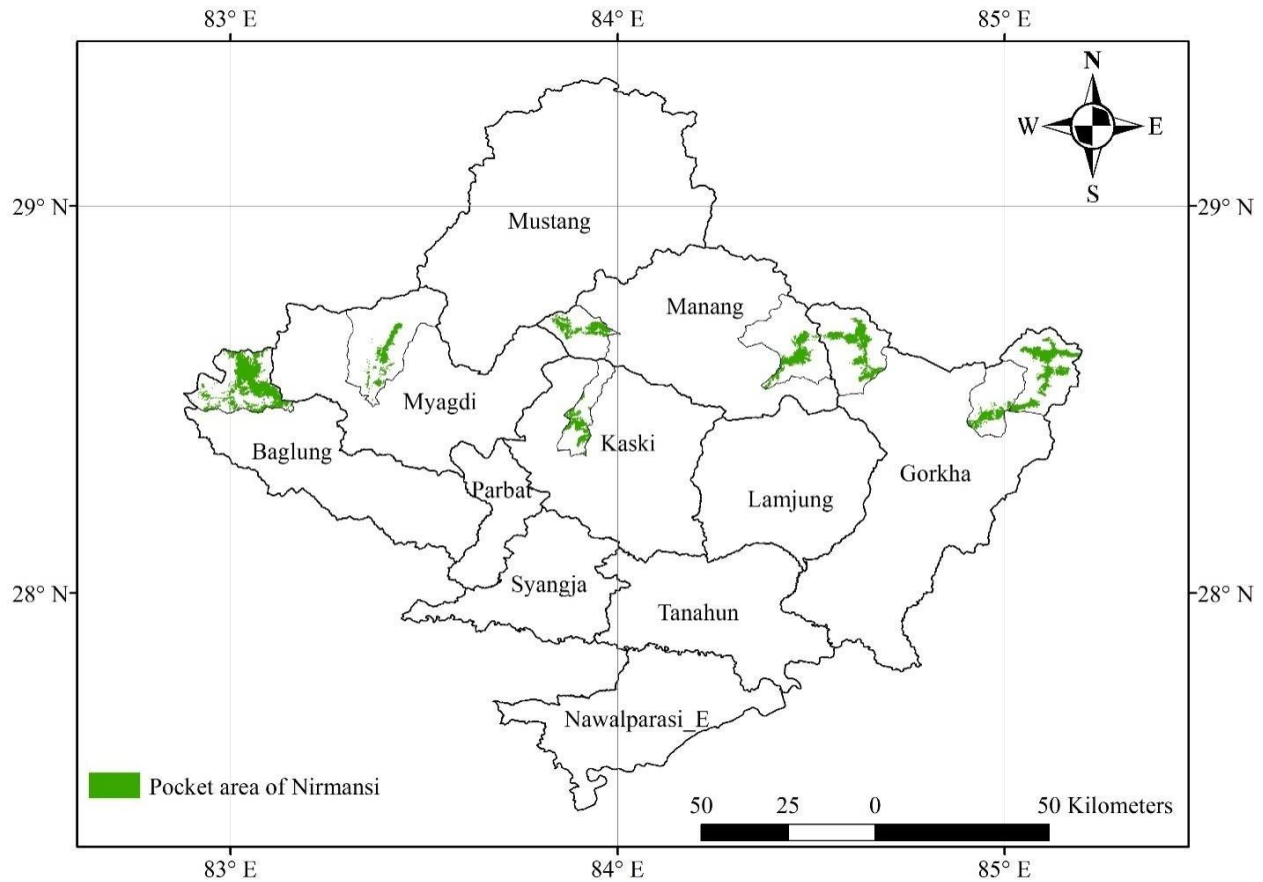 83° E 84° E 85° E
N
W E
S
29° N 29° N
Mustang
Manang
Myagdi
Baglung
Kaski
Gorkha
Parbat
Lamjung
Syangja
28° N 28° N
Tanahun
Nawalparasi_E
Pocket area of Nirmansi
50 25 0 50 Kilometers
83° E 84° E 85° E